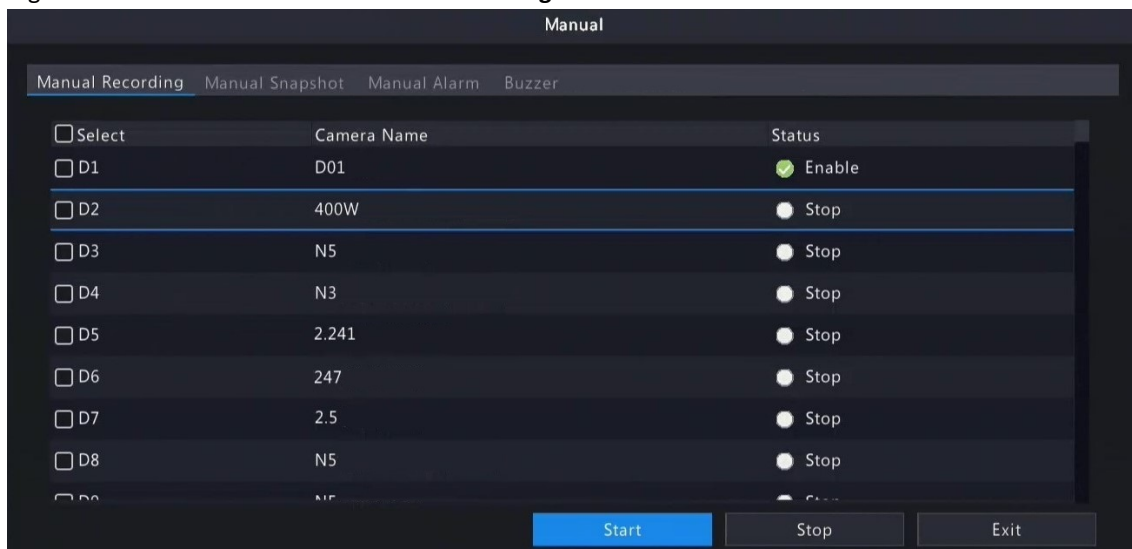 Manual
Manual Recording Manual Snapshot Manual Alarm Buzzer
Select Camera Name Status
D1 D01 Enable
D2 400W Stop
D3 N5 Stop
D4 N3 Stop
D5 2.241 Stop
D6 247 Stop
D7 2.5 Stop
D8 N5 Stop
Start Stop Exit